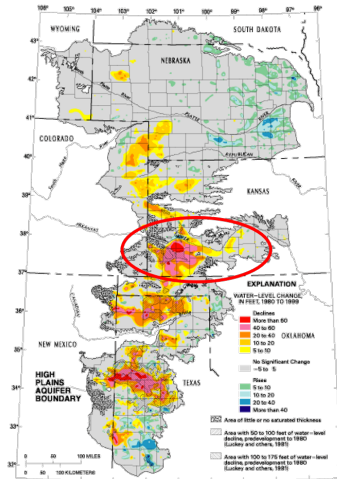 106° 105° 104° 103° 102° 101° 100° 99° 98° 97° 96°
WYOMING
SOUTH DAKOTA
43°
NEBRASKA
42°
PLATTE
RIVER
41°
COLORADO
REPUBLICAN
40°
KANSAS
39°
38°
37°
EXPLANATION
WATER-LEVEL CHANGE,
IN FEET, 1980 TO 1999
Declines
More than 60
40 to 60
20 to 40
10 to 20
5 to 10
No Significant Change
-5 to 5
Rises
5 to 10
10 to 20
20 to 40
More than 40
OKLAHOMA
CANADIAN
36°
NEW MEXICO
35°
HIGH
PLAINS
AQUIFER
BOUNDARY
TEXAS
34°
33°
32°
Area of little or no saturated thickness
Area with 50 to 100 feet of water-level
decline, predevelopment to 1980
(Luckey and others, 1981)
Area with 100 to 175 feet of water-level
decline, predevelopment to 1980
(Luckey and others, 1981)
0 50 100 MILES
0 50 100 KILOMETERS